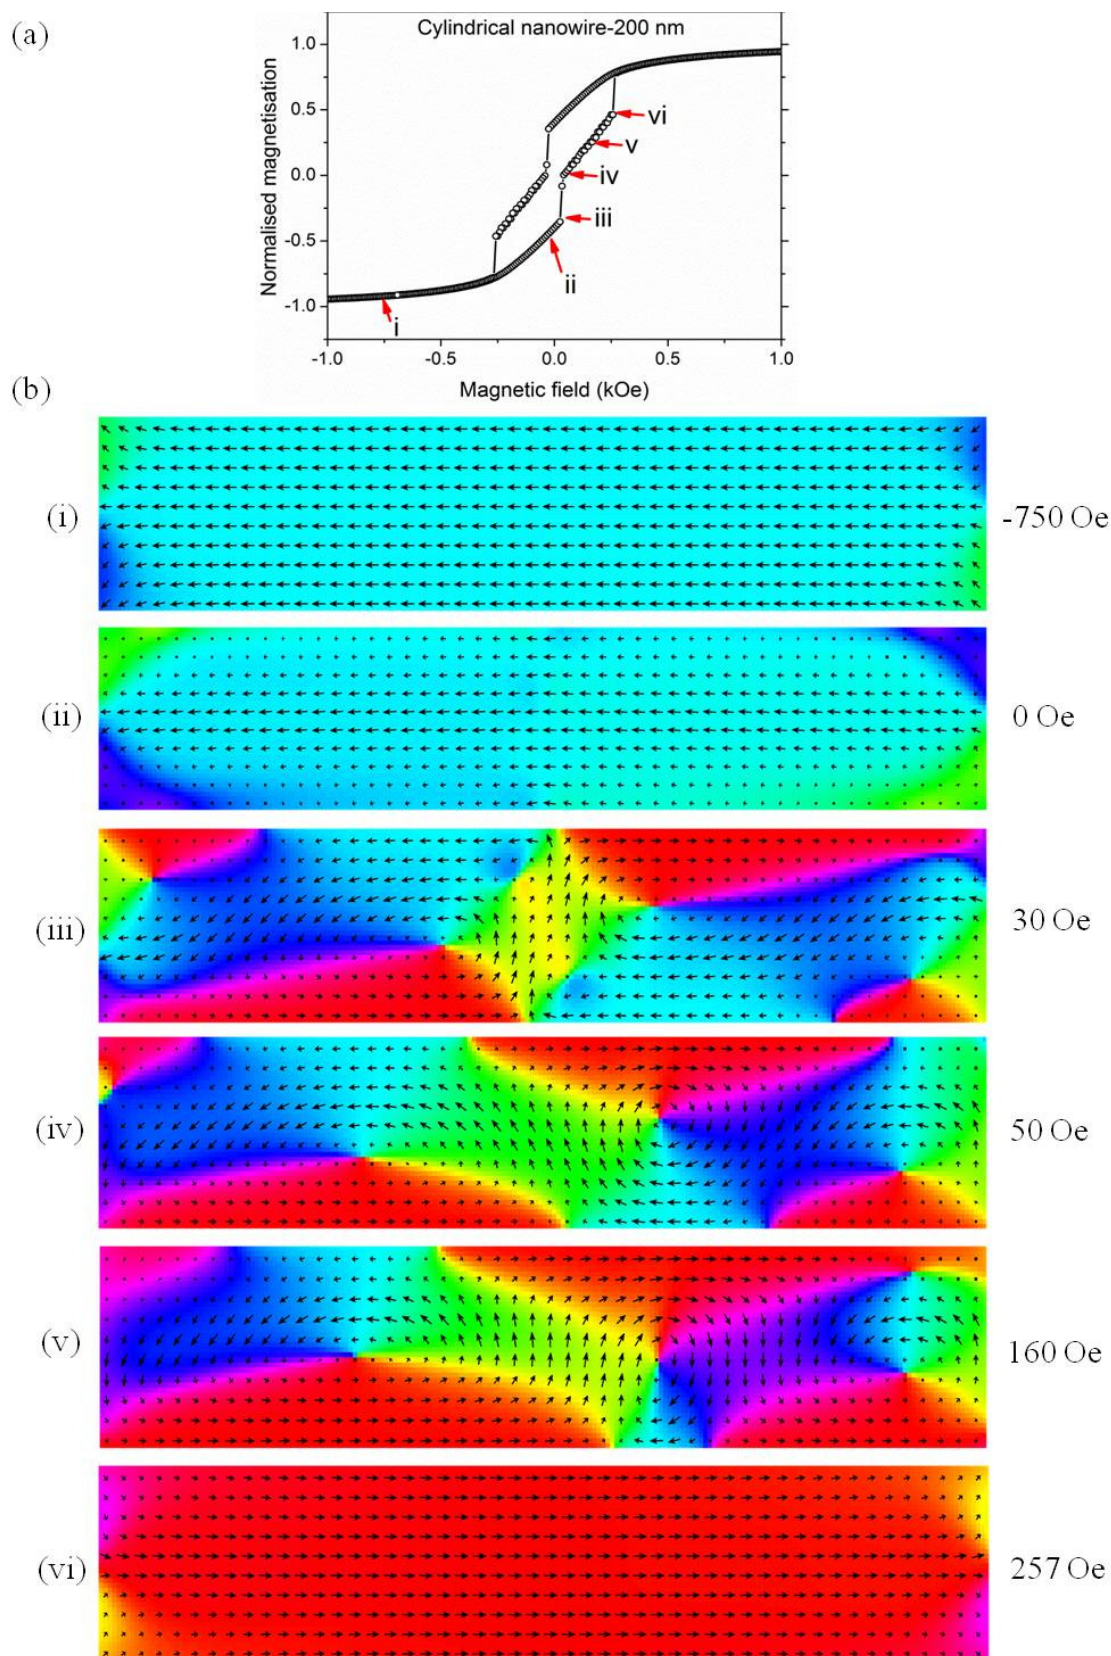 (a)
Cylindrical nanowire-200 nm
1.0
0.5
0.0
-0.5
-1.0
Normalised magnetisation
vi
v
iv
iii
ii
i
-1.0 -0.5 0.0 0.5 1.0
Magnetic field (kOe)
(b)
(i) -750 Oe
(ii) 0 Oe
(iii) 30 Oe
(iv) 50 Oe
(v) 160 Oe
(vi) 257 Oe